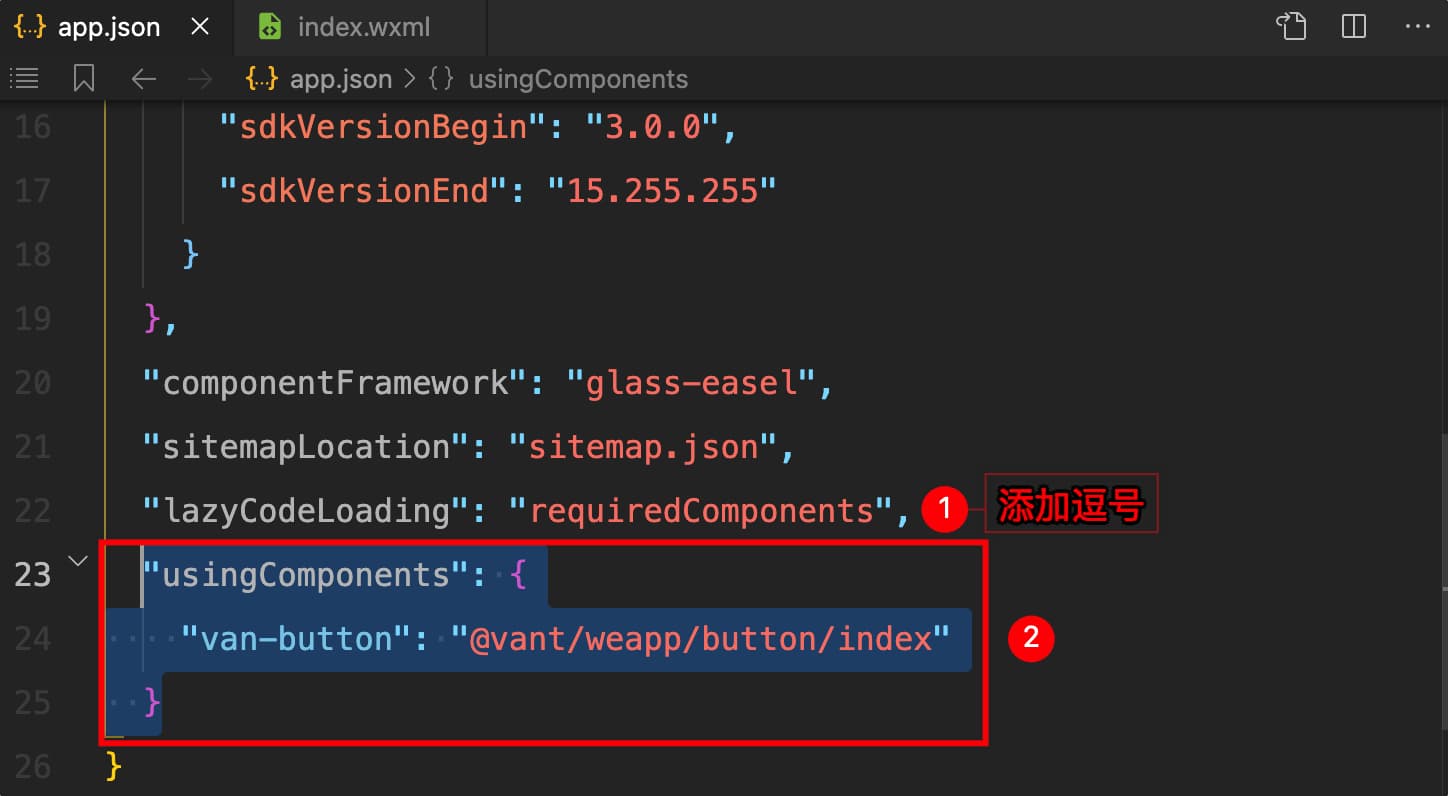 {...} app.json × index.wxml
{...} app.json > {} usingComponents
16 "sdkVersionBegin": "3.0.0",
17 "sdkVersionEnd": "15.255.255"
18 }
19 },
20 "componentFramework": "glass-easel",
21 "sitemapLocation": "sitemap.json",
22 "lazyCodeLoading": "requiredComponents", 1 添加逗号
23 "usingComponents": {
24 "van-button": "@vant/weapp/button/index" 2
25 }
26 }